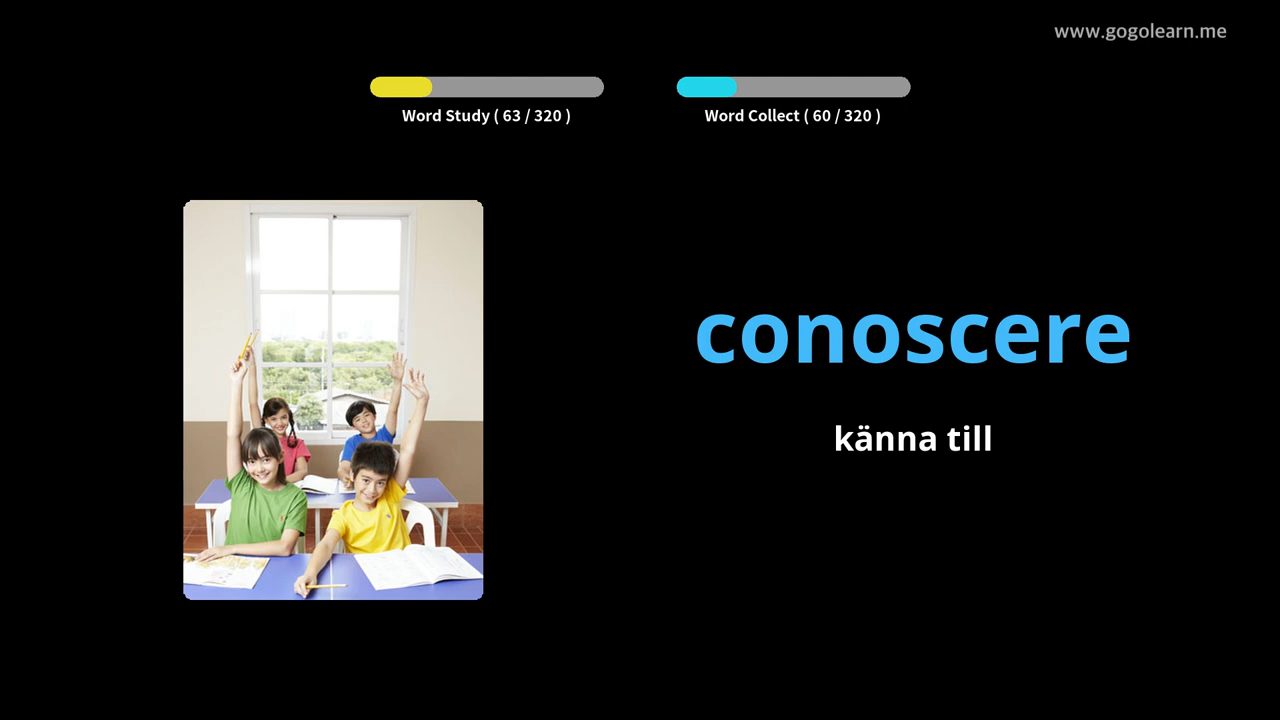 www.gogolearn.me
Word Study ( 63 / 320 )
Word Collect ( 60 / 320 )
conoscere
känna till